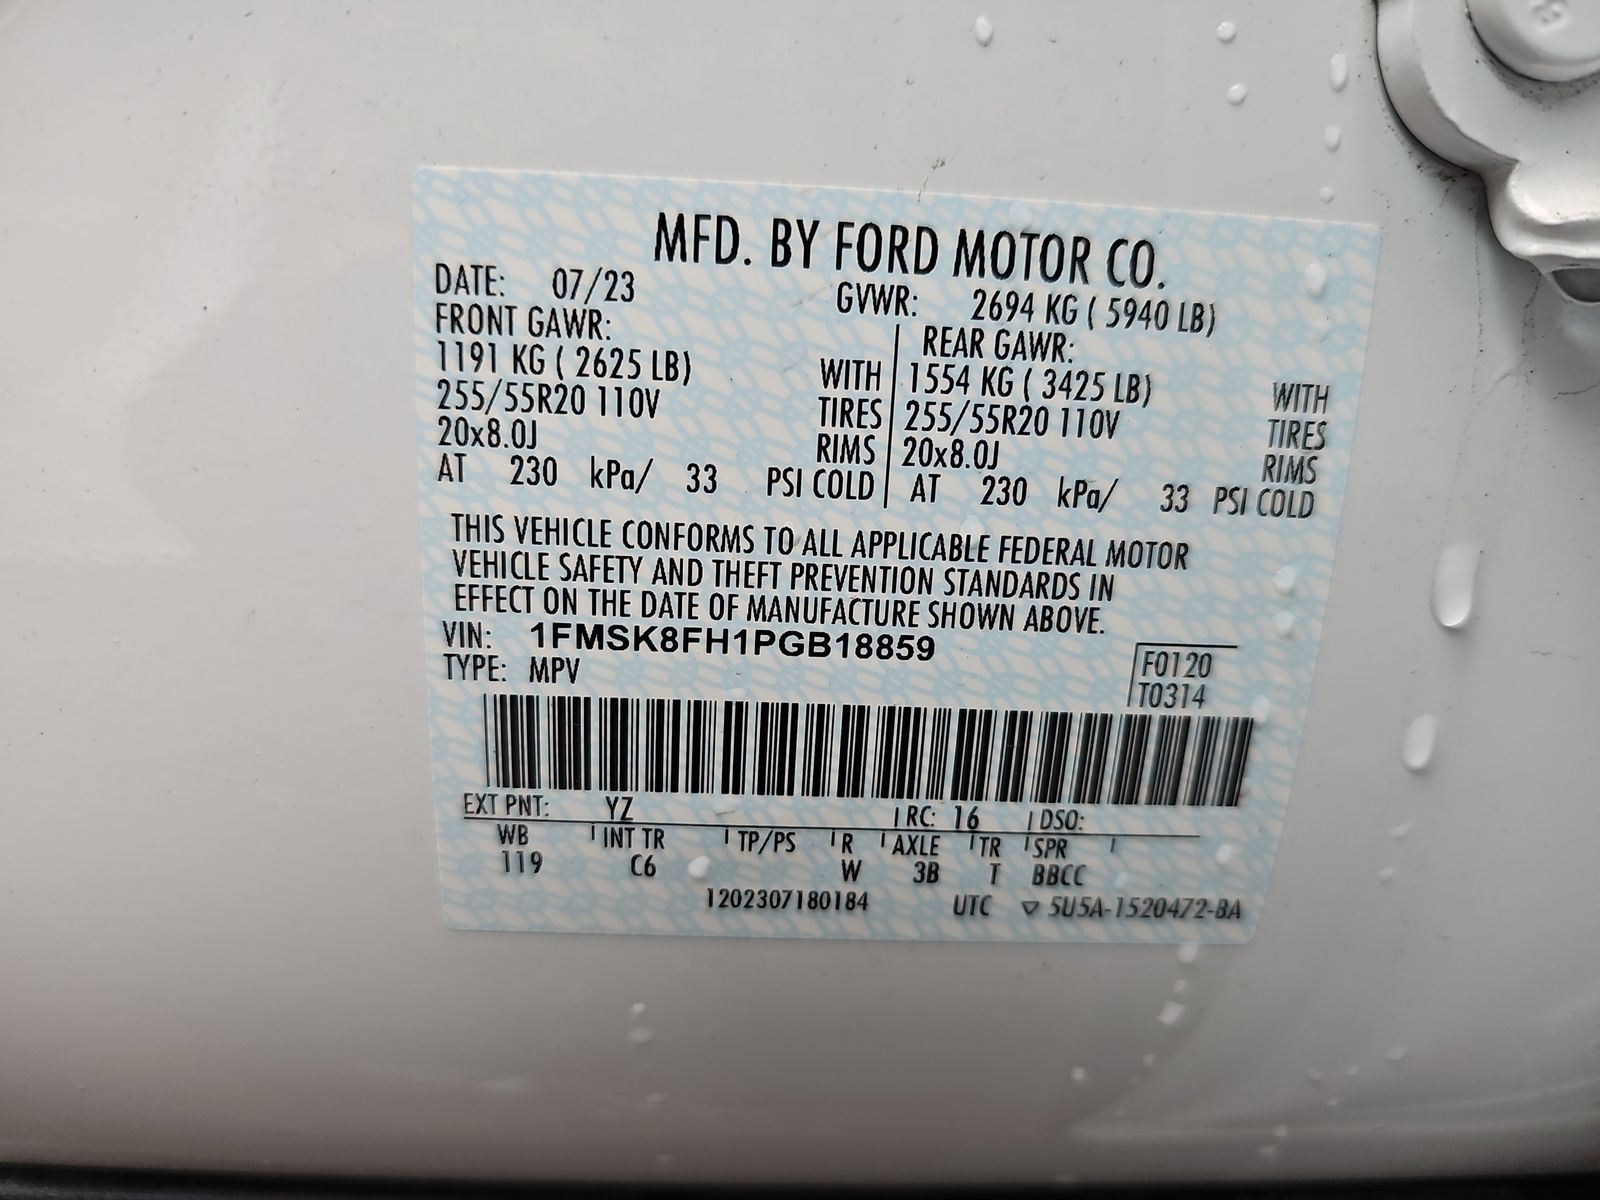 MFD. BY FORD MOTOR CO.
DATE: 07/23 GVWR: 2694 KG ( 5940 LB)
FRONT GAWR: REAR GAWR:
1191 KG ( 2625 LB) WITH 1554 KG ( 3425 LB) WITH
255/55R20 110V TIRES 255/55R20 110V TIRES
20x8.0J RIMS 20x8.0J RIMS
AT 230 kPa/ 33 PSI COLD AT 230 kPa/ 33 PSI COLD
THIS VEHICLE CONFORMS TO ALL APPLICABLE FEDERAL MOTOR
VEHICLE SAFETY AND THEFT PREVENTION STANDARDS IN
EFFECT ON THE DATE OF MANUFACTURE SHOWN ABOVE.
VIN: 1FMSK8FH1PGB18859
TYPE: MPV
F0120
T0314
EXT PNT: YZ RC: 16 DSO:
WB INT TR TP/PS R AXLE TR SPR
119 C6 W 3B T BBCC
1202307180184 UTC ▽ 5U5A-1520472-BA